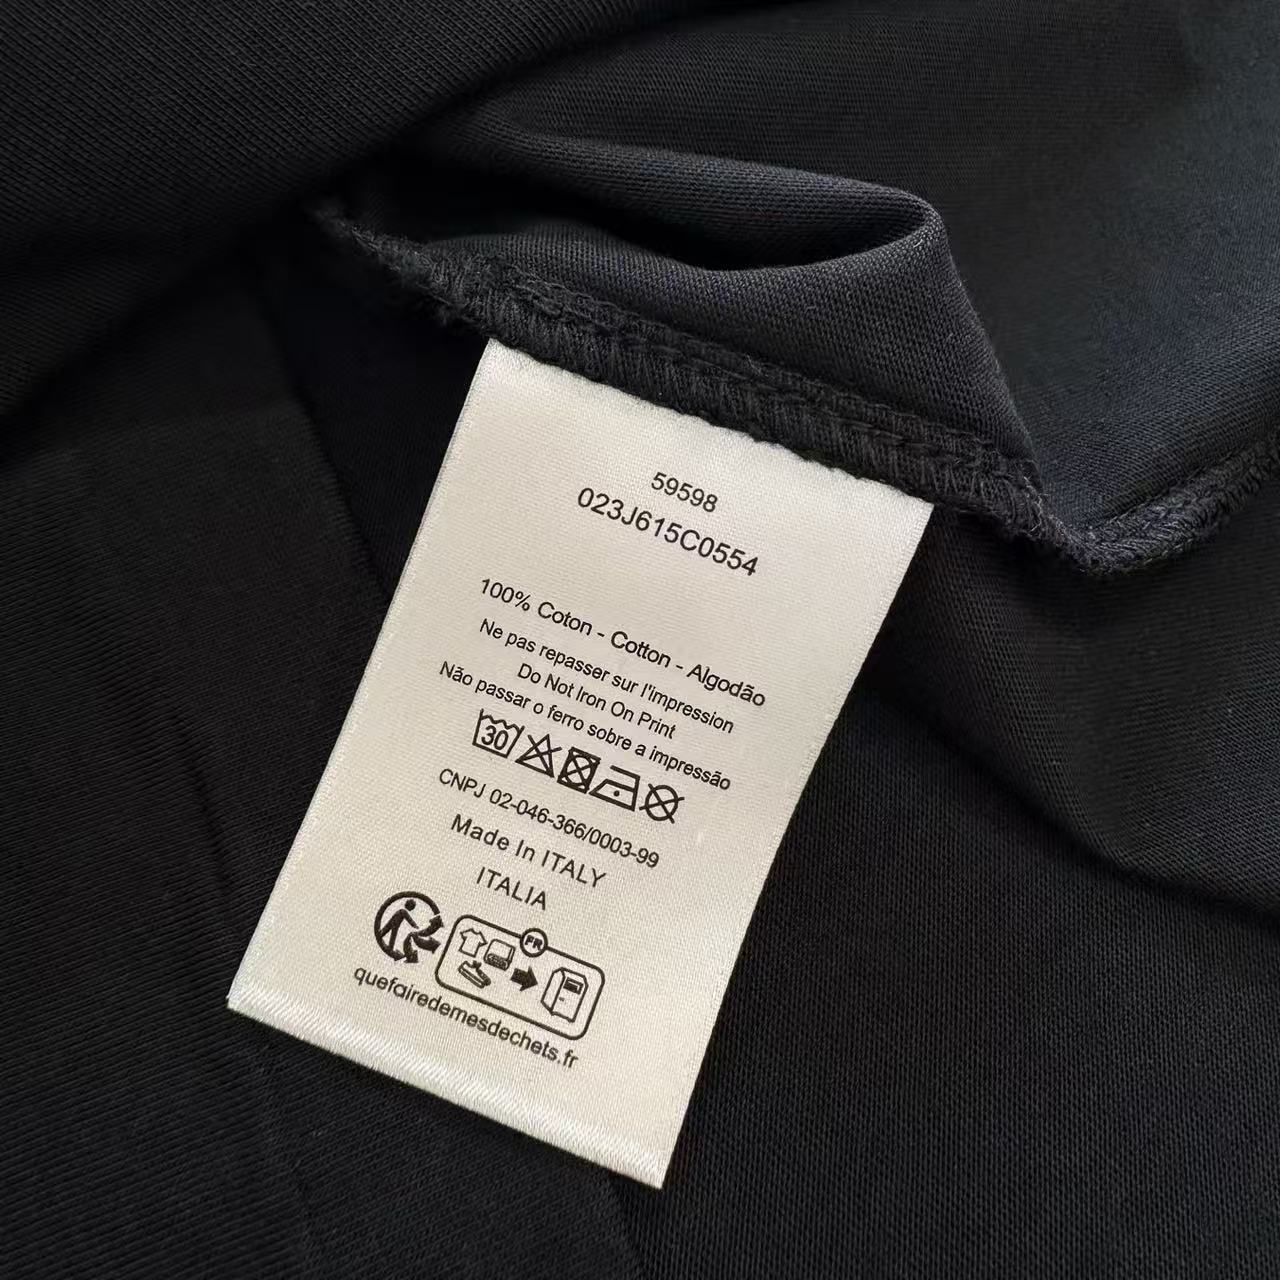 59598
023J615C0554
100% Coton - Cotton - Algodão
Ne pas repasser sur l'impression
Do Not Iron On Print
Não passar o ferro sobre a impressão
30
CNPJ 02-046-366/0003-99
Made In ITALY
ITALIA
FR
quefairedemesdechets.fr